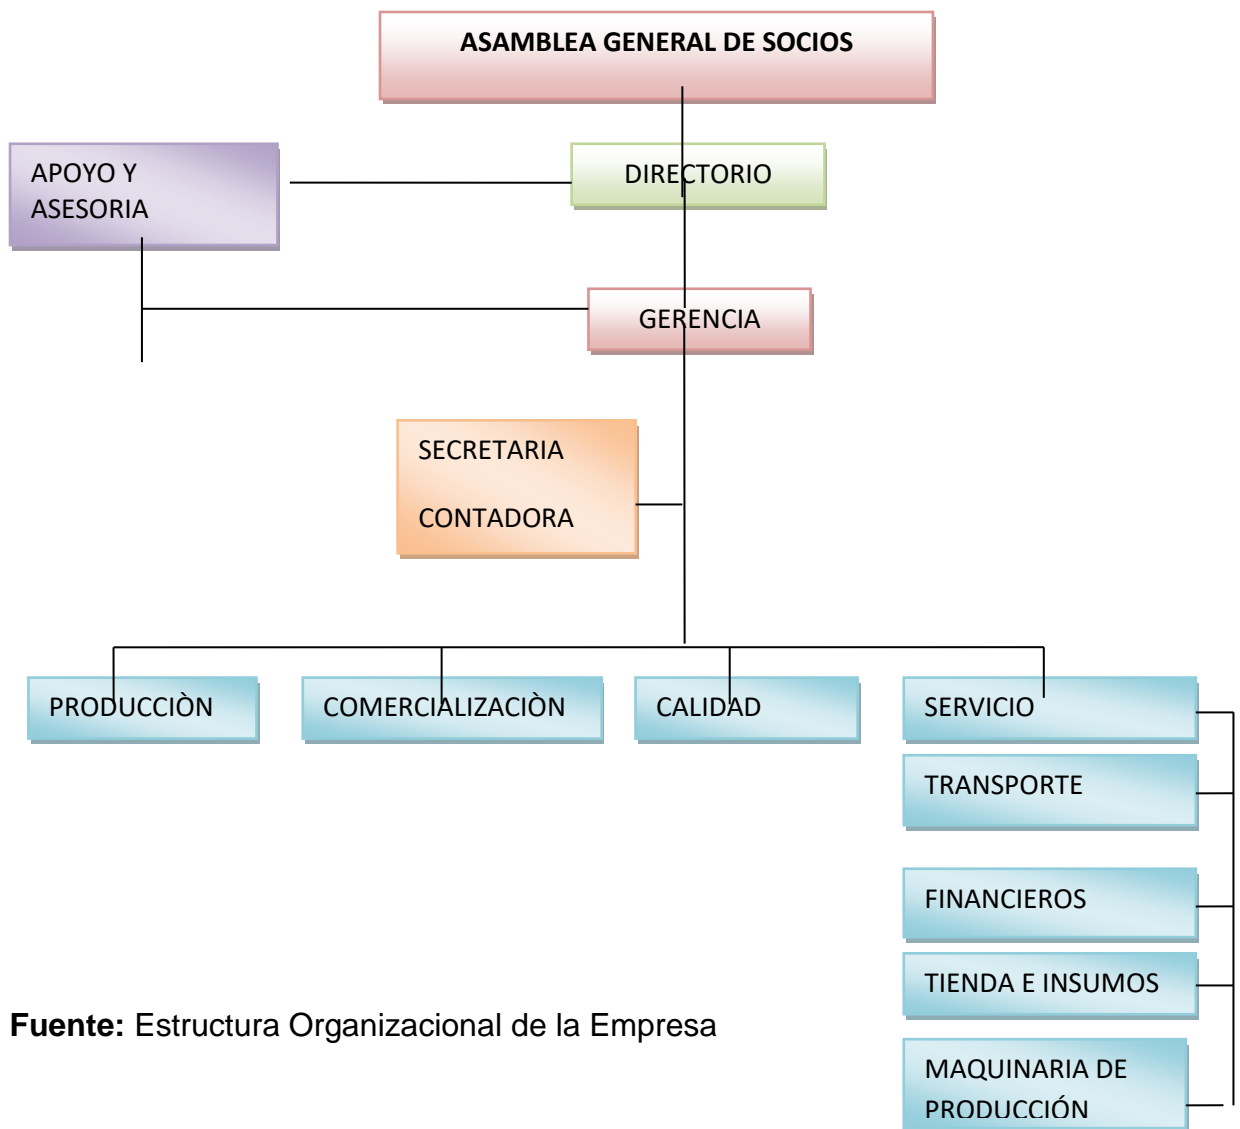 ASAMBLEA GENERAL DE SOCIOS
APOYO Y
ASESORIA
DIRECTORIO
GERENCIA
SECRETARIA
CONTADORA
PRODUCCIÒN
COMERCIALIZACIÒN
CALIDAD
SERVICIO
TRANSPORTE
FINANCIEROS
TIENDA E INSUMOS
MAQUINARIA DE
PRODUCCIÓN
Fuente: Estructura Organizacional de la Empresa